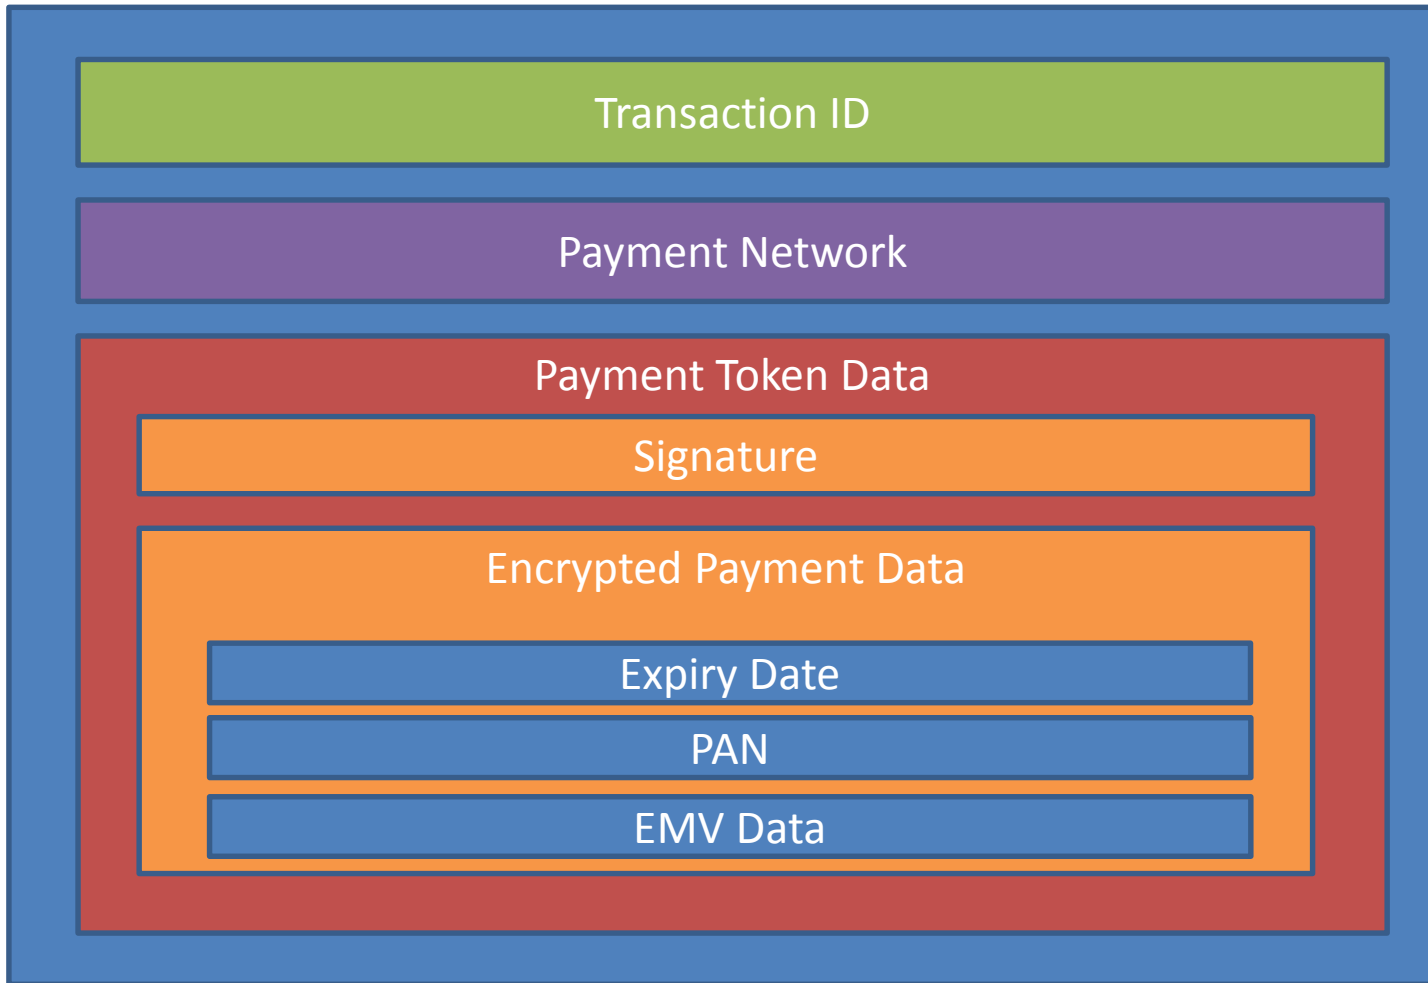 Transaction ID
Payment Network
Payment Token Data
Signature
Encrypted Payment Data
Expiry Date
PAN
EMV Data